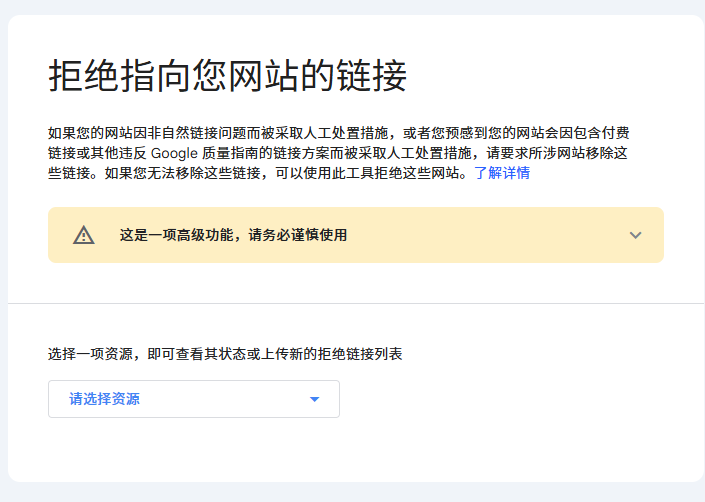 拒绝指向您网站的链接
如果您的网站因非自然链接问题而被采取人工处置措施，或者您预感到您的网站会因包含付费
链接或其他违反 Google 质量指南的链接方案而被采取人工处置措施，请要求所涉网站移除这
些链接。如果您无法移除这些链接，可以使用此工具拒绝这些网站。了解详情
这是一项高级功能，请务必谨慎使用
选择一项资源，即可查看其状态或上传新的拒绝链接列表
请选择资源